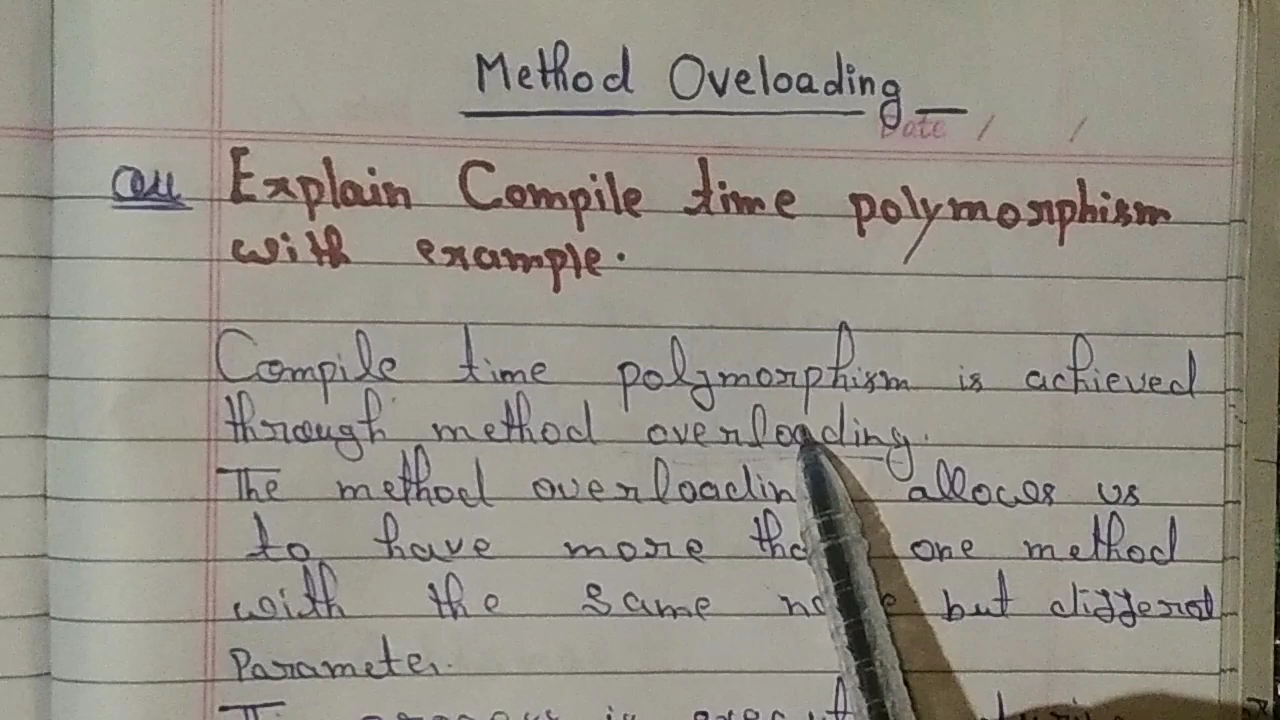 Method Oveloading
Date / /
Explain Compile time polymorphism
with example.
Compile time polymorphism is achieved
through method overloading.
The method overloadin allows us
to have more one method
with the same but different
Parameter.
is